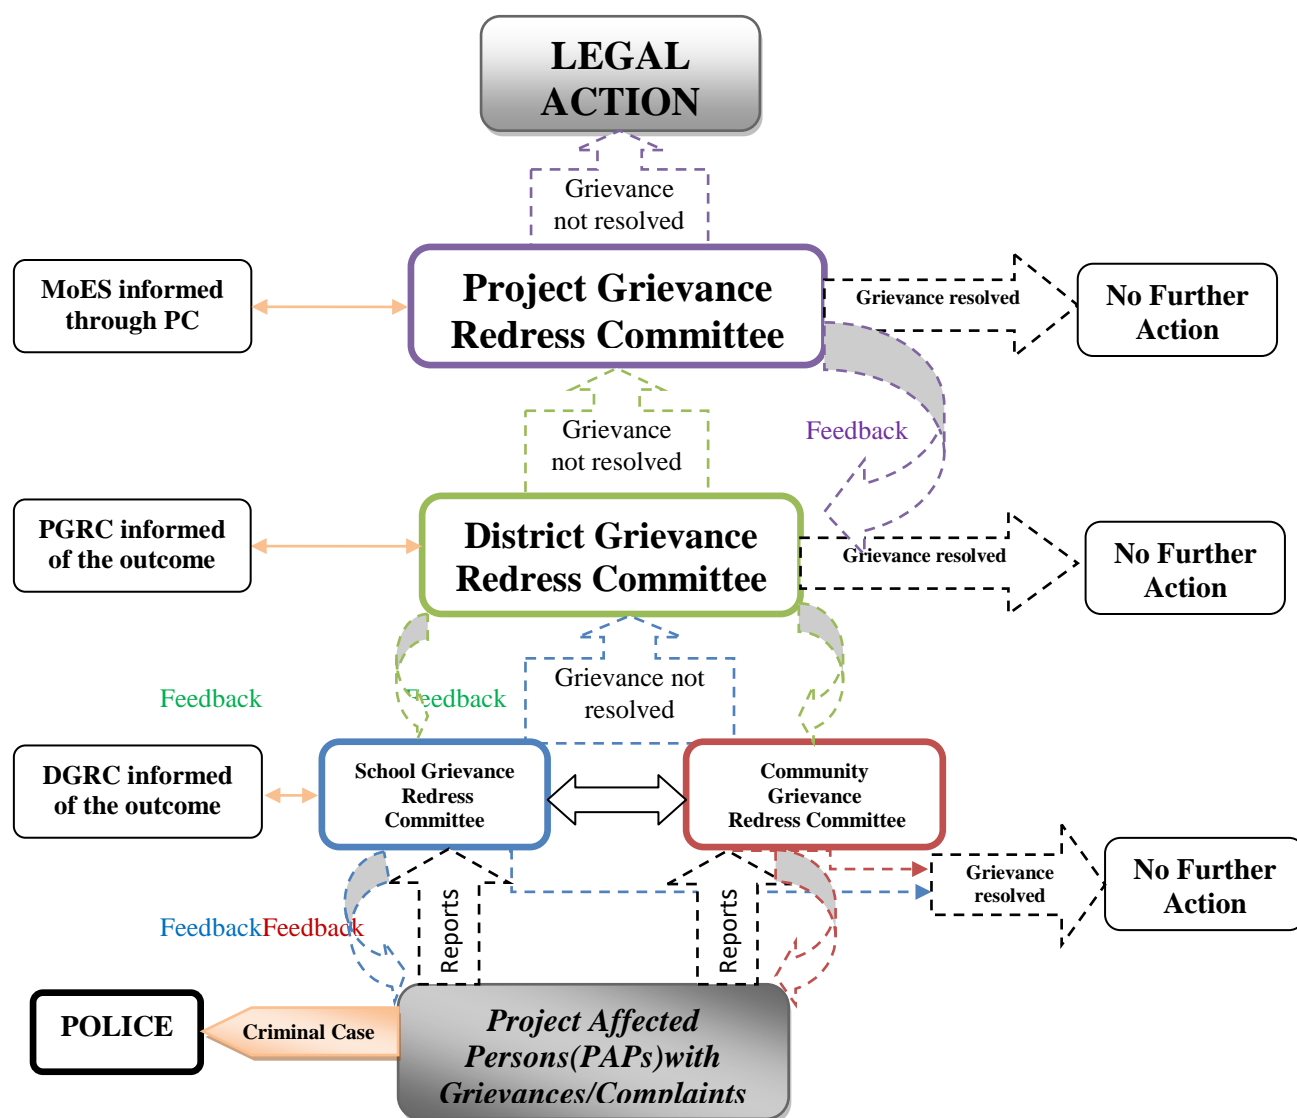 LEGAL
ACTION
Grievance
not resolved
MoES informed
through PC
Project Grievance
Redress Committee
Grievance resolved
No Further
Action
Grievance
not resolved
Feedback
PGRC informed
of the outcome
District Grievance
Redress Committee
Grievance resolved
No Further
Action
Feedback
Feedback
Grievance not
resolved
DGRC informed
of the outcome
School Grievance
Redress
Committee
Community
Grievance
Redress Committee
Grievance
resolved
No Further
Action
FeedbackFeedback
Reports
Reports
POLICE
Criminal Case
Project Affected
Persons(PAPs)with
Grievances/Complaints